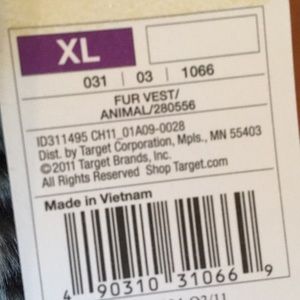 XL
031 | 03 | 1066
FUR VEST/
ANIMAL/280556
ID311495 CH11_01A09-0028
Dist. by Target Corporation, Mpls., MN 55403
©2011 Target Brands, Inc.
All Rights Reserved Shop Target.com
Made in Vietnam
4 90310 31066 9